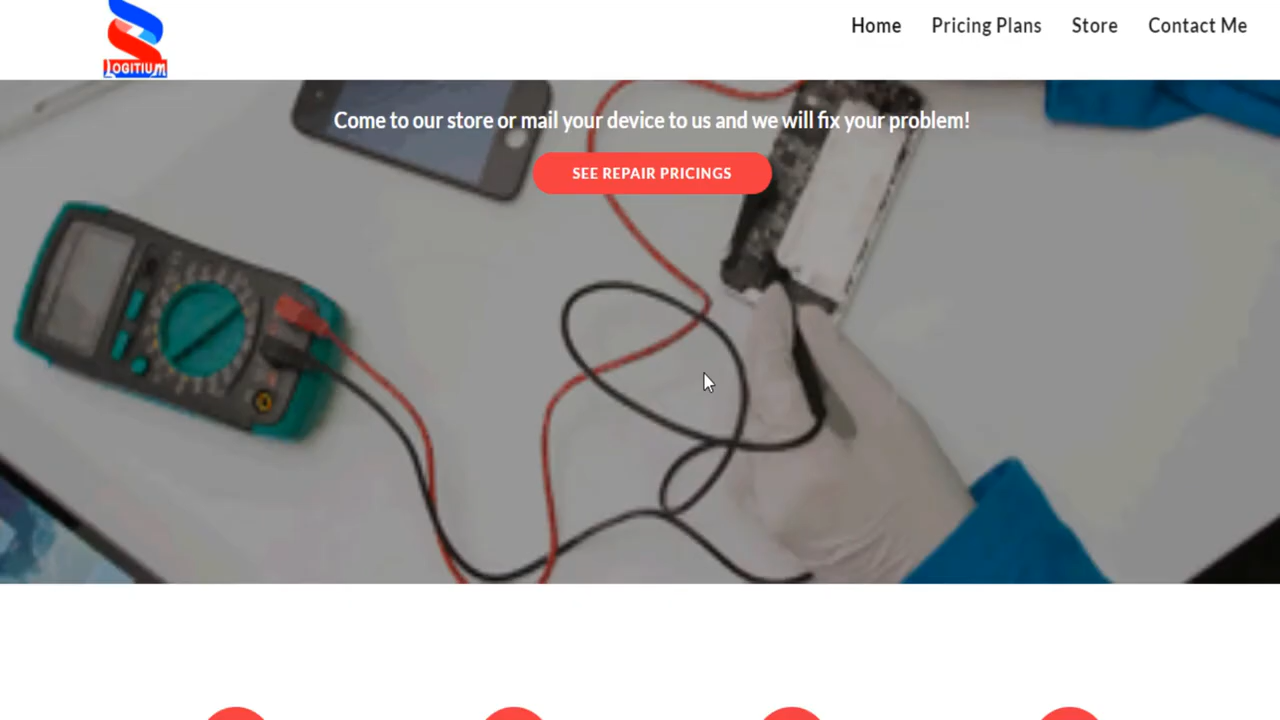 LOGITIUM
Home Pricing Plans Store Contact Me
Come to our store or mail your device to us and we will fix your problem!
SEE REPAIR PRICINGS